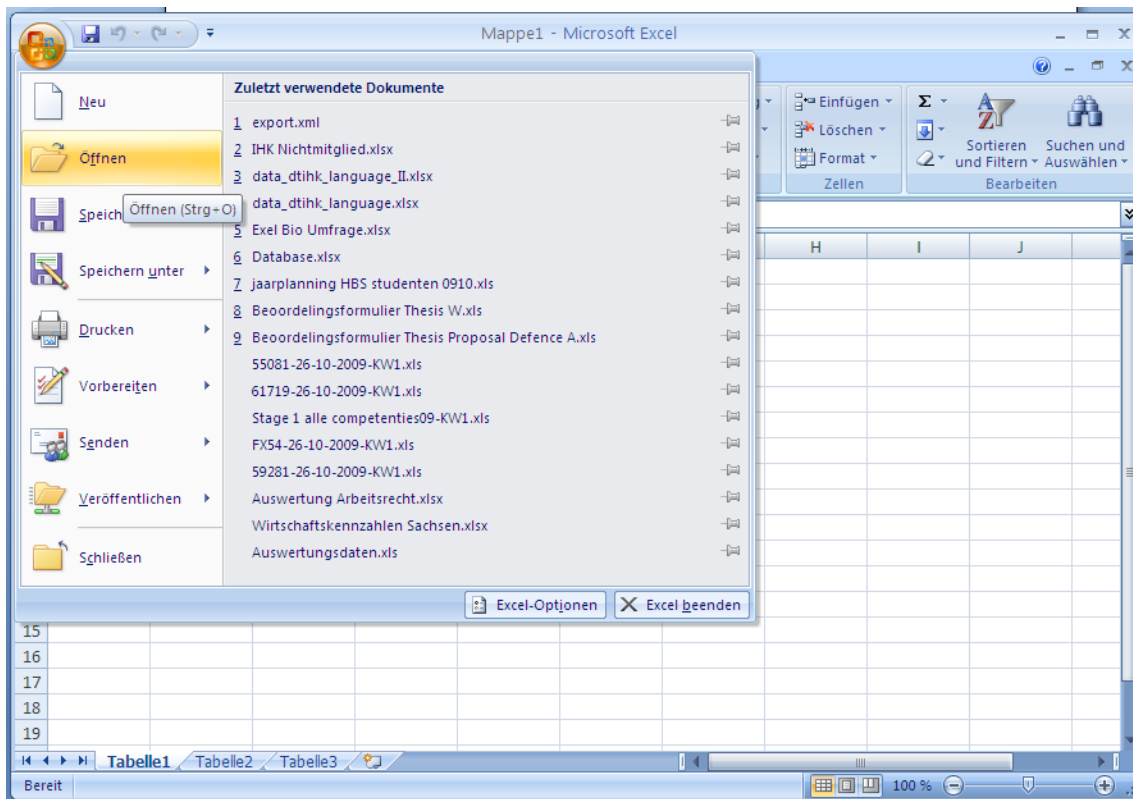 Mappe1 - Microsoft Excel
Neu
Öffnen
Öffnen (Strg+O)
Speich
Speichern unter
Drucken
Vorbereiten
Senden
Veröffentlichen
Schließen
Zuletzt verwendete Dokumente
1 export.xml
2 IHK Nichtmitglied.xlsx
3 data_dtihk_language_II.xlsx
data_dtihk_language.xlsx
5 Exel Bio Umfrage.xlsx
6 Database.xlsx
7 jaarplanning HBS studenten 0910.xls
8 Beoordelingsformulier Thesis W.xls
9 Beoordelingsformulier Thesis Proposal Defence A.xls
55081-26-10-2009-KW1.xls
61719-26-10-2009-KW1.xls
Stage 1 alle competenties09-KW1.xls
FX54-26-10-2009-KW1.xls
59281-26-10-2009-KW1.xls
Auswertung Arbeitsrecht.xlsx
Wirtschaftskennzahlen Sachsen.xlsx
Auswertungsdaten.xls
Excel-Optionen
Excel beenden
Einfügen
Löschen
Format
Zellen
Σ
Sortieren
und Filtern
Suchen und
Auswählen
Bearbeiten
H I J
15
16
17
18
19
Tabelle1 Tabelle2 Tabelle3
Bereit
100 %